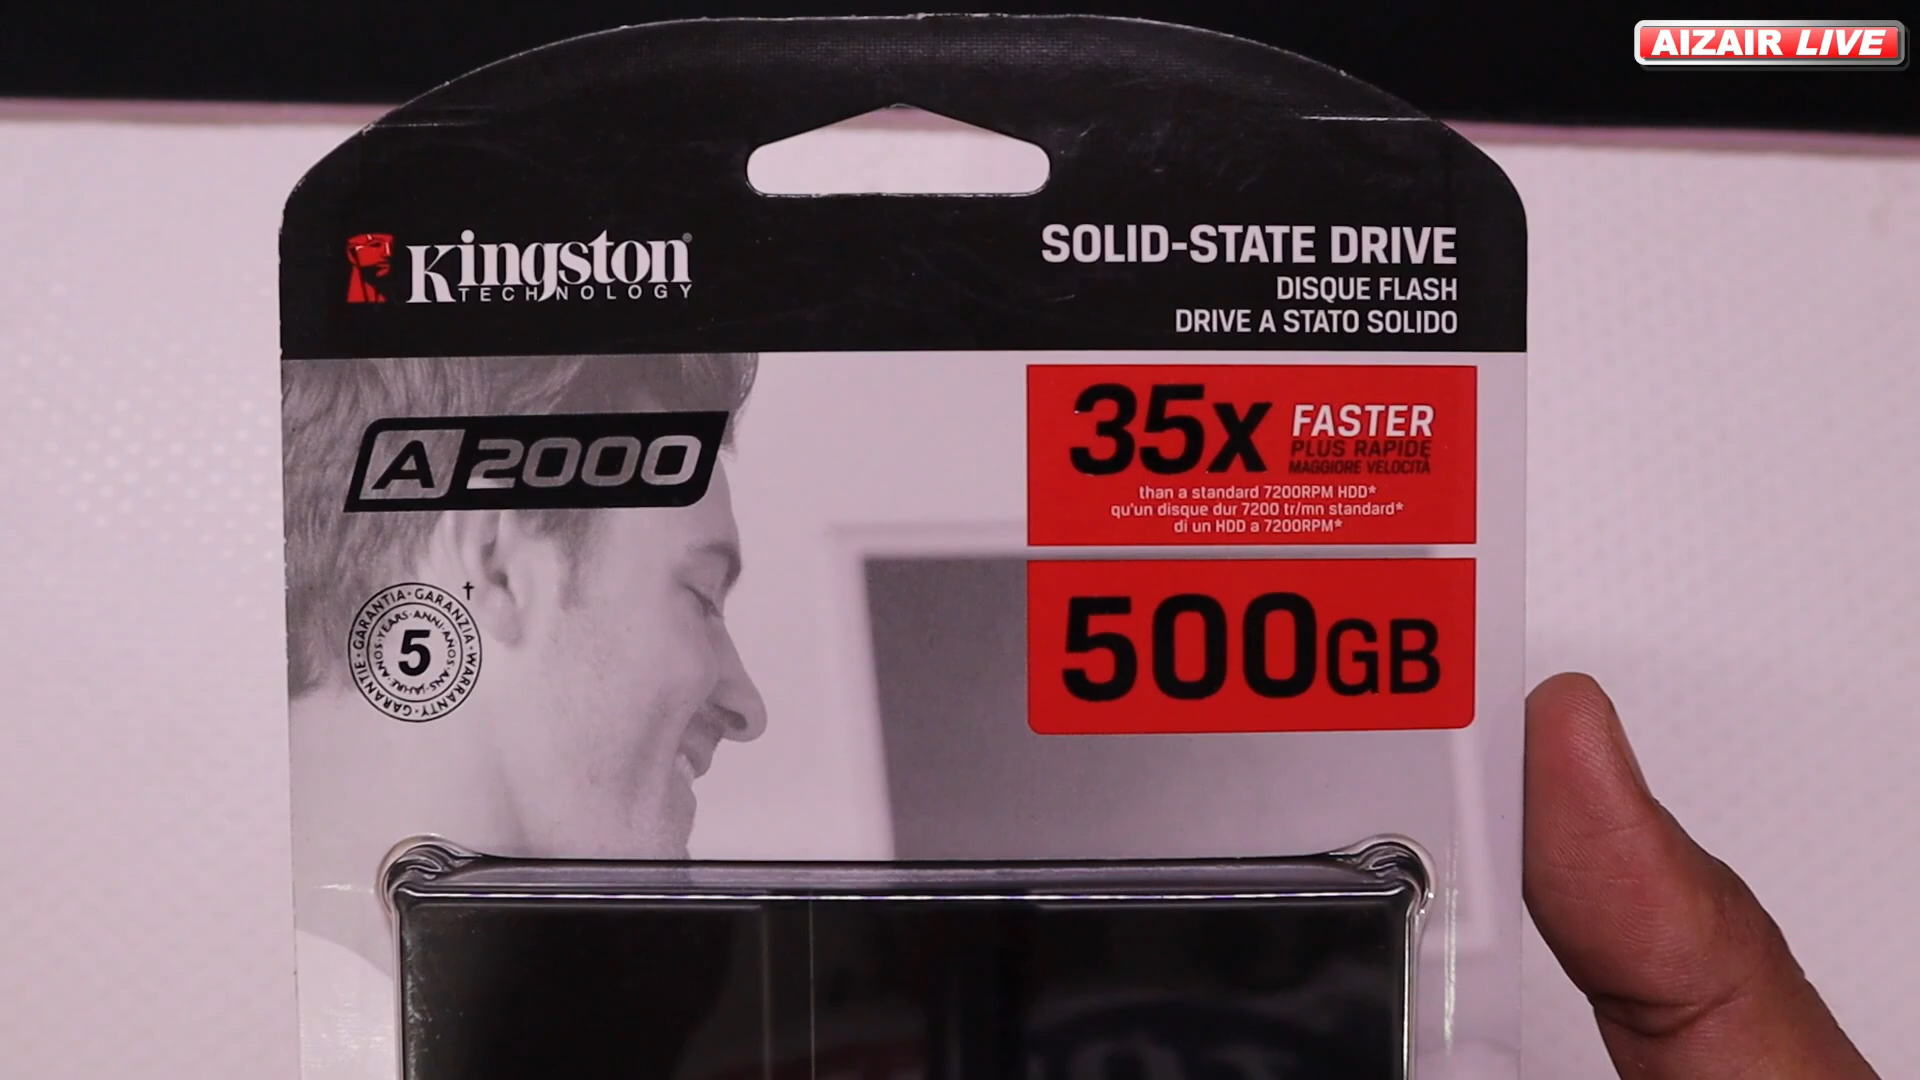 AIZAIR LIVE
Kingston
TECHNOLOGY
SOLID-STATE DRIVE
DISQUE FLASH
DRIVE A STATO SOLIDO
A2000
35x FASTER
PLUS RAPIDE
MAGGIORE VELOCITÀ
than a standard 7200RPM HDD*
qu'un disque dur 7200 tr/mn standard*
di un HDD a 7200RPM*
GARANTIE · GARANTIA · GARANZIA · WARRANTY ·
YEARS · ANNI · ANOS · ANS · JAHRE · AÑOS ·
5
†
500GB